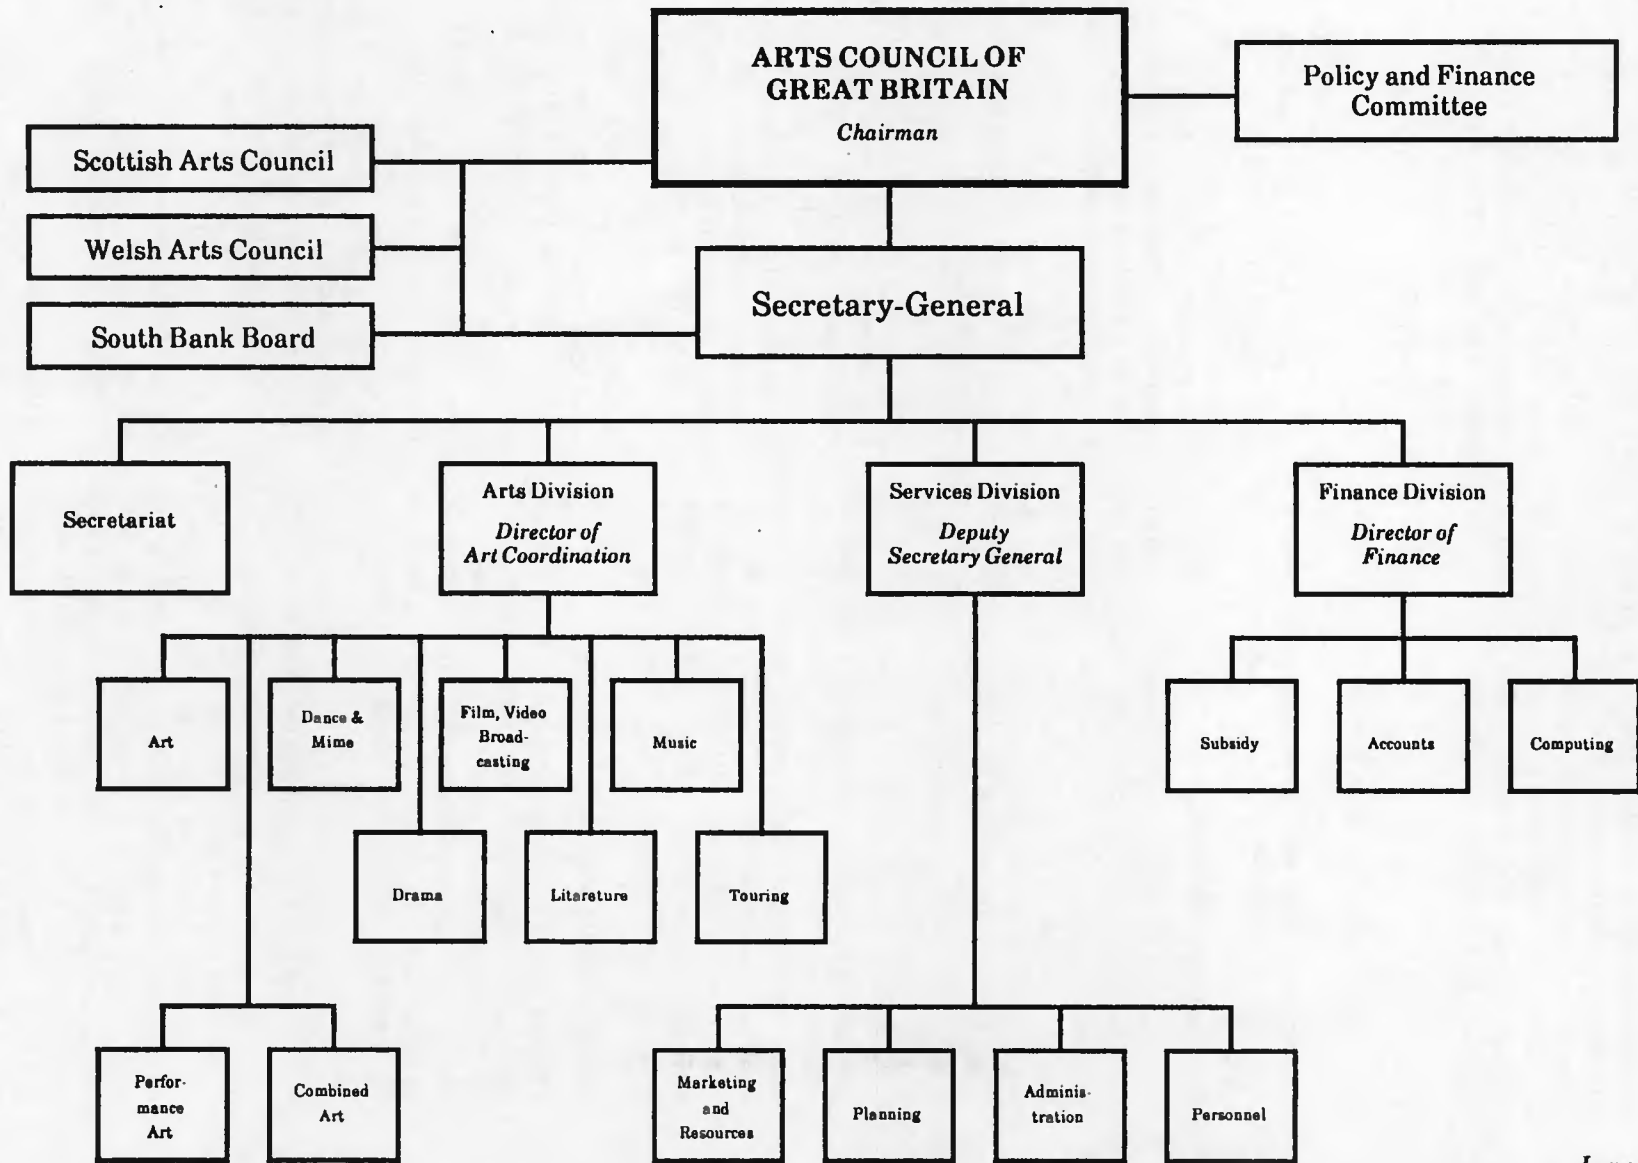 ARTS COUNCIL OF
GREAT BRITAIN
Chairman
Policy and Finance
Committee
Scottish Arts Council
Welsh Arts Council
South Bank Board
Secretary-General
Secretariat
Arts Division
Director of
Art Coordination
Services Division
Deputy
Secretary General
Finance Division
Director of
Finance
Art
Dance &
Mime
Film, Video
Broad-
casting
Music
Subsidy
Accounts
Computing
Drama
Literature
Touring
Perfor-
mance
Art
Combined
Art
Marketing
and
Resources
Planning
Adminis-
tration
Personnel